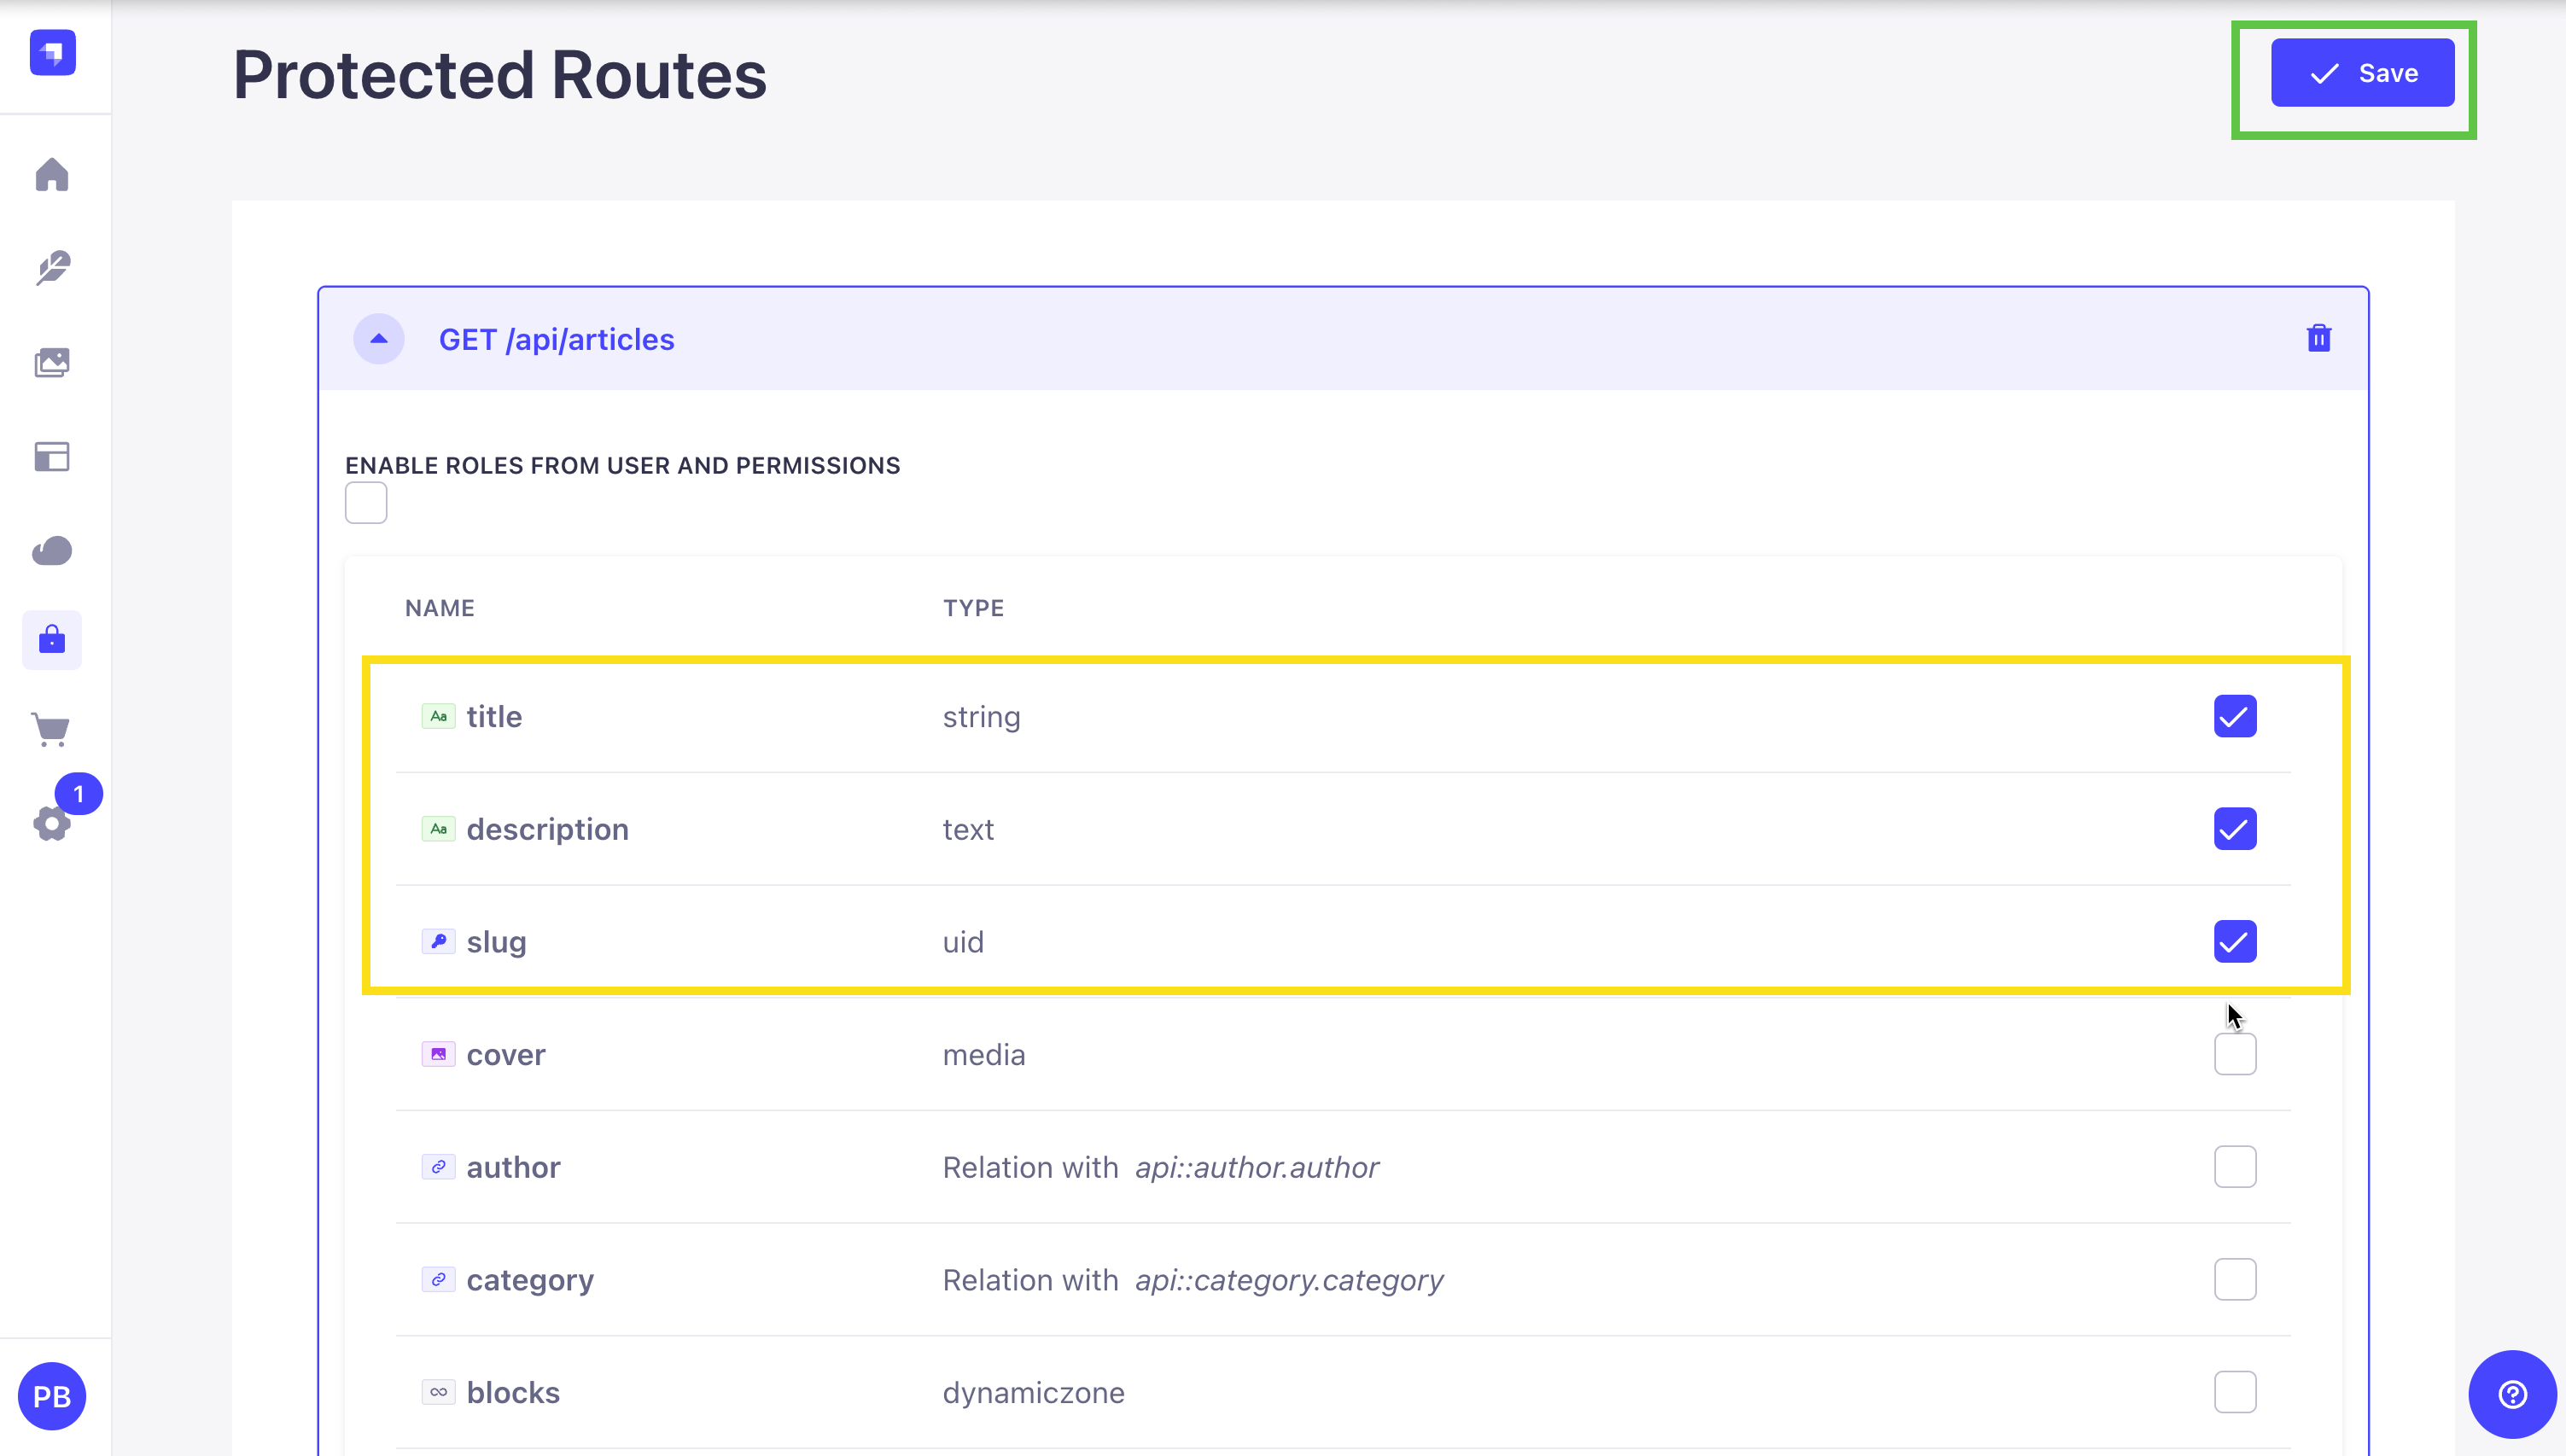 Protected Routes
Save
GET /api/articles
ENABLE ROLES FROM USER AND PERMISSIONS
NAME TYPE
Aa title string
Aa description text
slug uid
cover media
author Relation with api::author.author
category Relation with api::category.category
blocks dynamiczone
1
PB